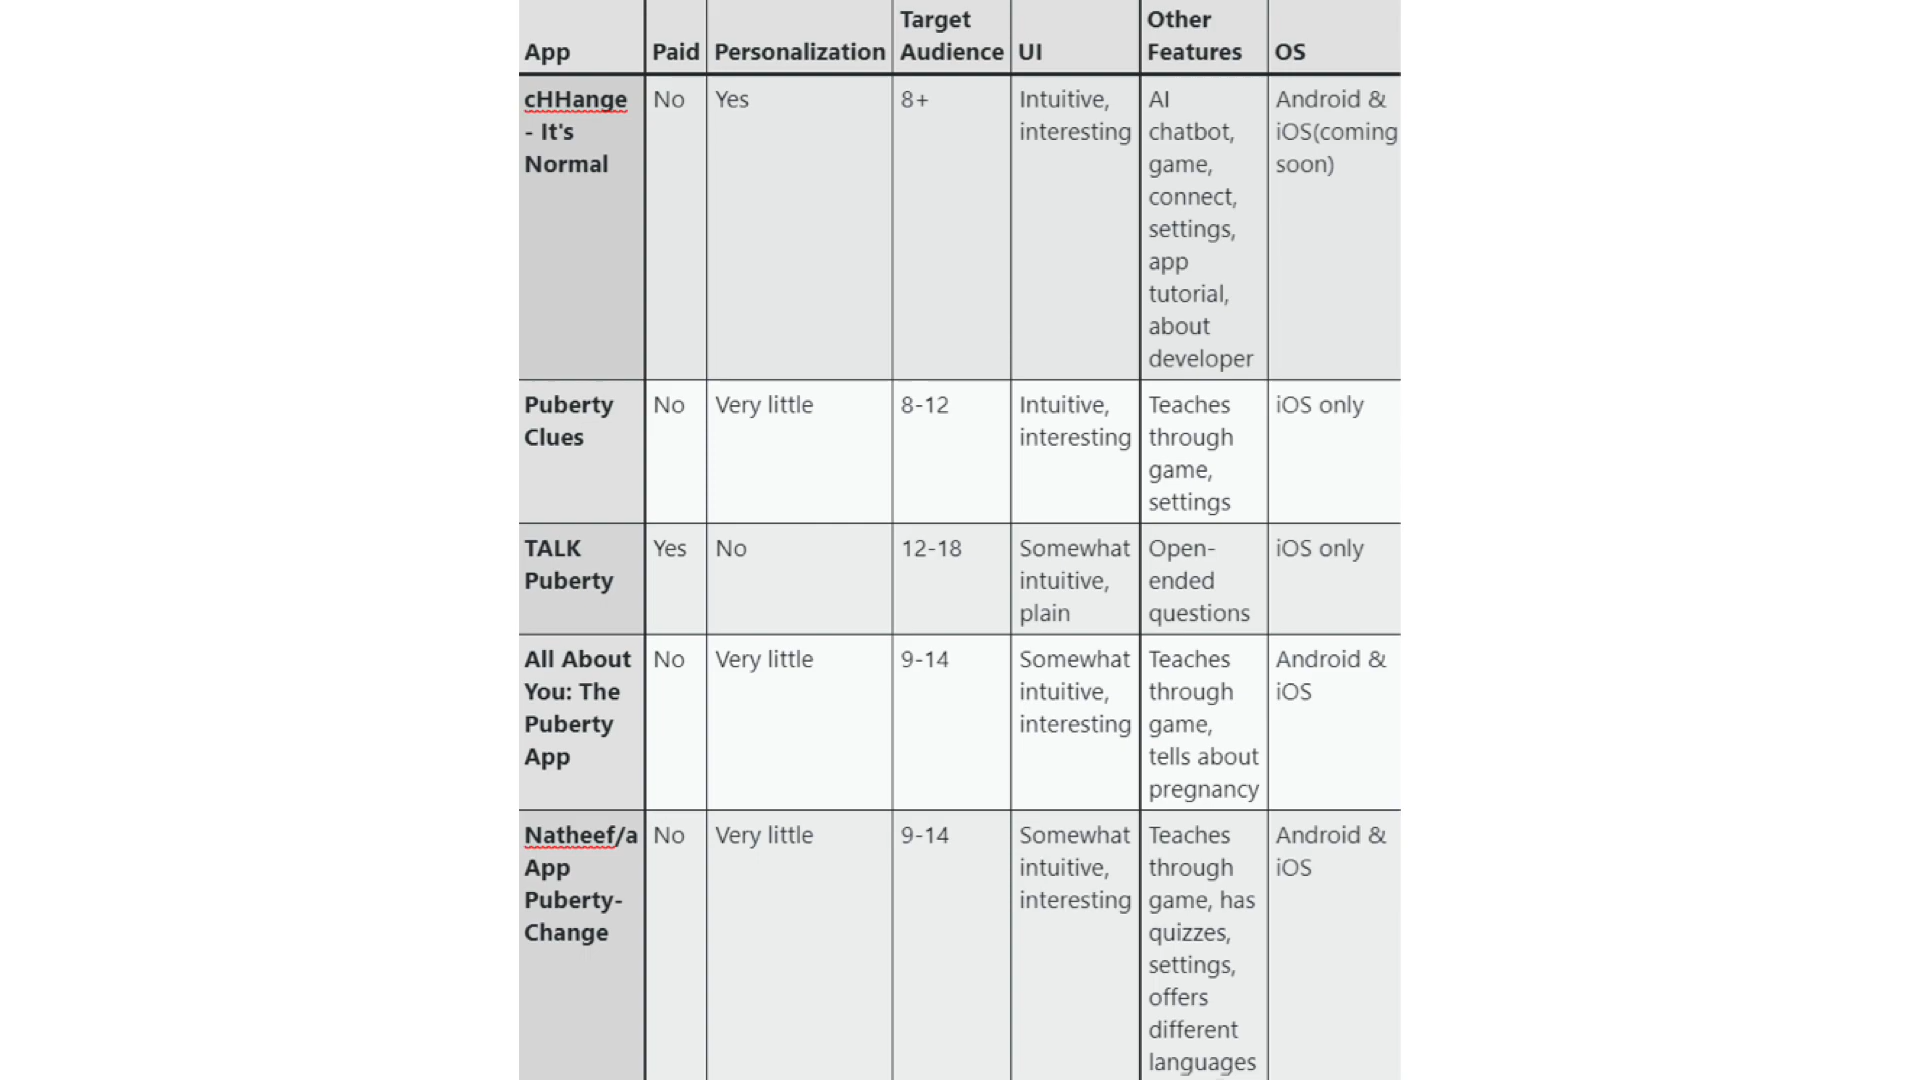 App Paid Personalization Target Audience UI Other Features OS
cHHange - It's Normal No Yes 8+ Intuitive, interesting AI chatbot, game, connect, settings, app tutorial, about developer Android & iOS(coming soon)
Puberty Clues No Very little 8-12 Intuitive, interesting Teaches through game, settings iOS only
TALK Puberty Yes No 12-18 Somewhat intuitive, plain Open-ended questions iOS only
All About You: The Puberty App No Very little 9-14 Somewhat intuitive, interesting Teaches through game, tells about pregnancy Android & iOS
Natheef/a App Puberty-Change No Very little 9-14 Somewhat intuitive, interesting Teaches through game, has quizzes, settings, offers different languages Android & iOS